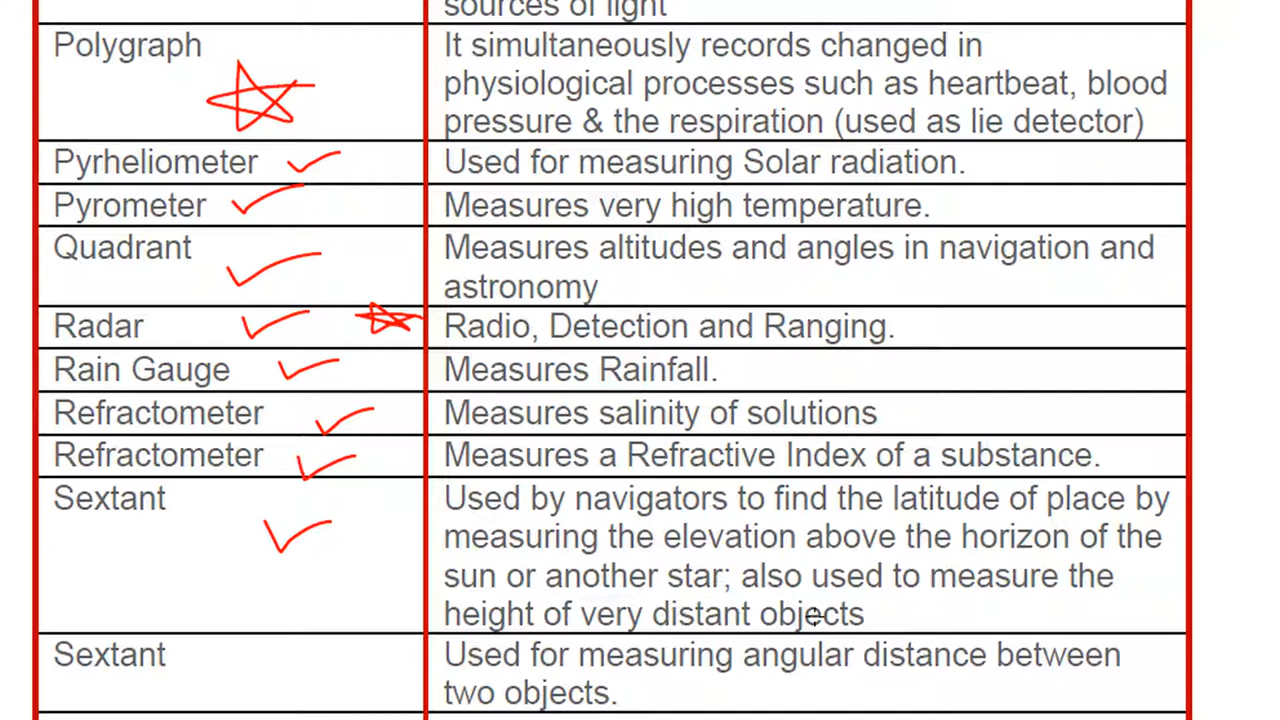 sources of light
Polygraph
It simultaneously records changed in
physiological processes such as heartbeat, blood
pressure & the respiration (used as lie detector)
Pyrheliometer
Used for measuring Solar radiation.
Pyrometer
Measures very high temperature.
Quadrant
Measures altitudes and angles in navigation and
astronomy
Radar
Radio, Detection and Ranging.
Rain Gauge
Measures Rainfall.
Refractometer
Measures salinity of solutions
Refractometer
Measures a Refractive Index of a substance.
Sextant
Used by navigators to find the latitude of place by
measuring the elevation above the horizon of the
sun or another star; also used to measure the
height of very distant objects
Sextant
Used for measuring angular distance between
two objects.